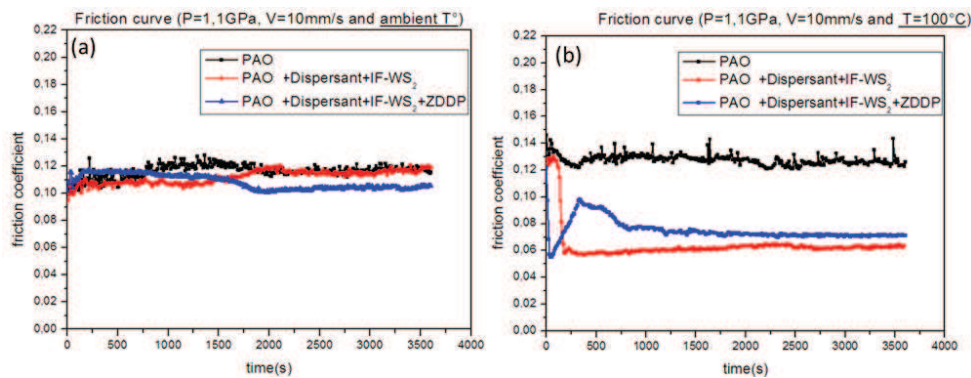 Friction curve (P=1,1GPa, V=10mm/s and ambient T°)
(a)
PAO
PAO +Dispersant+IF-WS2
PAO +Dispersant+IF-WS2+ZDDP
friction coefficient
0,22
0,20
0,18
0,16
0,14
0,12
0,10
0,08
0,06
0,04
0,02
0,00
0 500 1000 1500 2000 2500 3000 3500 4000
time(s)
Friction curve (P=1,1GPa, V=10mm/s and T=100°C)
(b)
PAO
PAO +Dispersant+IF-WS2
PAO +Dispersant+IF-WS2+ZDDP
friction coefficient
0,22
0,20
0,18
0,16
0,14
0,12
0,10
0,08
0,06
0,04
0,02
0,00
0 500 1000 1500 2000 2500 3000 3500 4000
time(s)